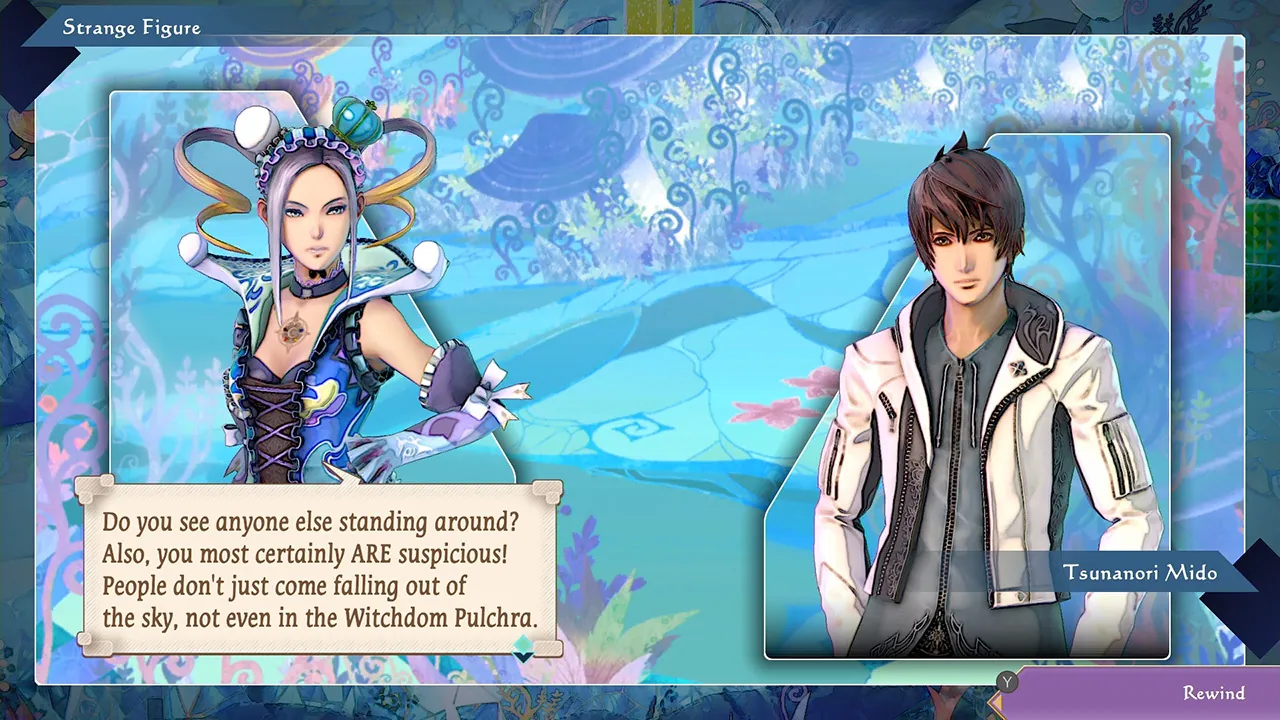 Strange Figure
Do you see anyone else standing around?
Also, you most certainly ARE suspicious!
People don't just come falling out of
the sky, not even in the Witchdom Pulchra.
Tsunanori Mido
Y
Rewind